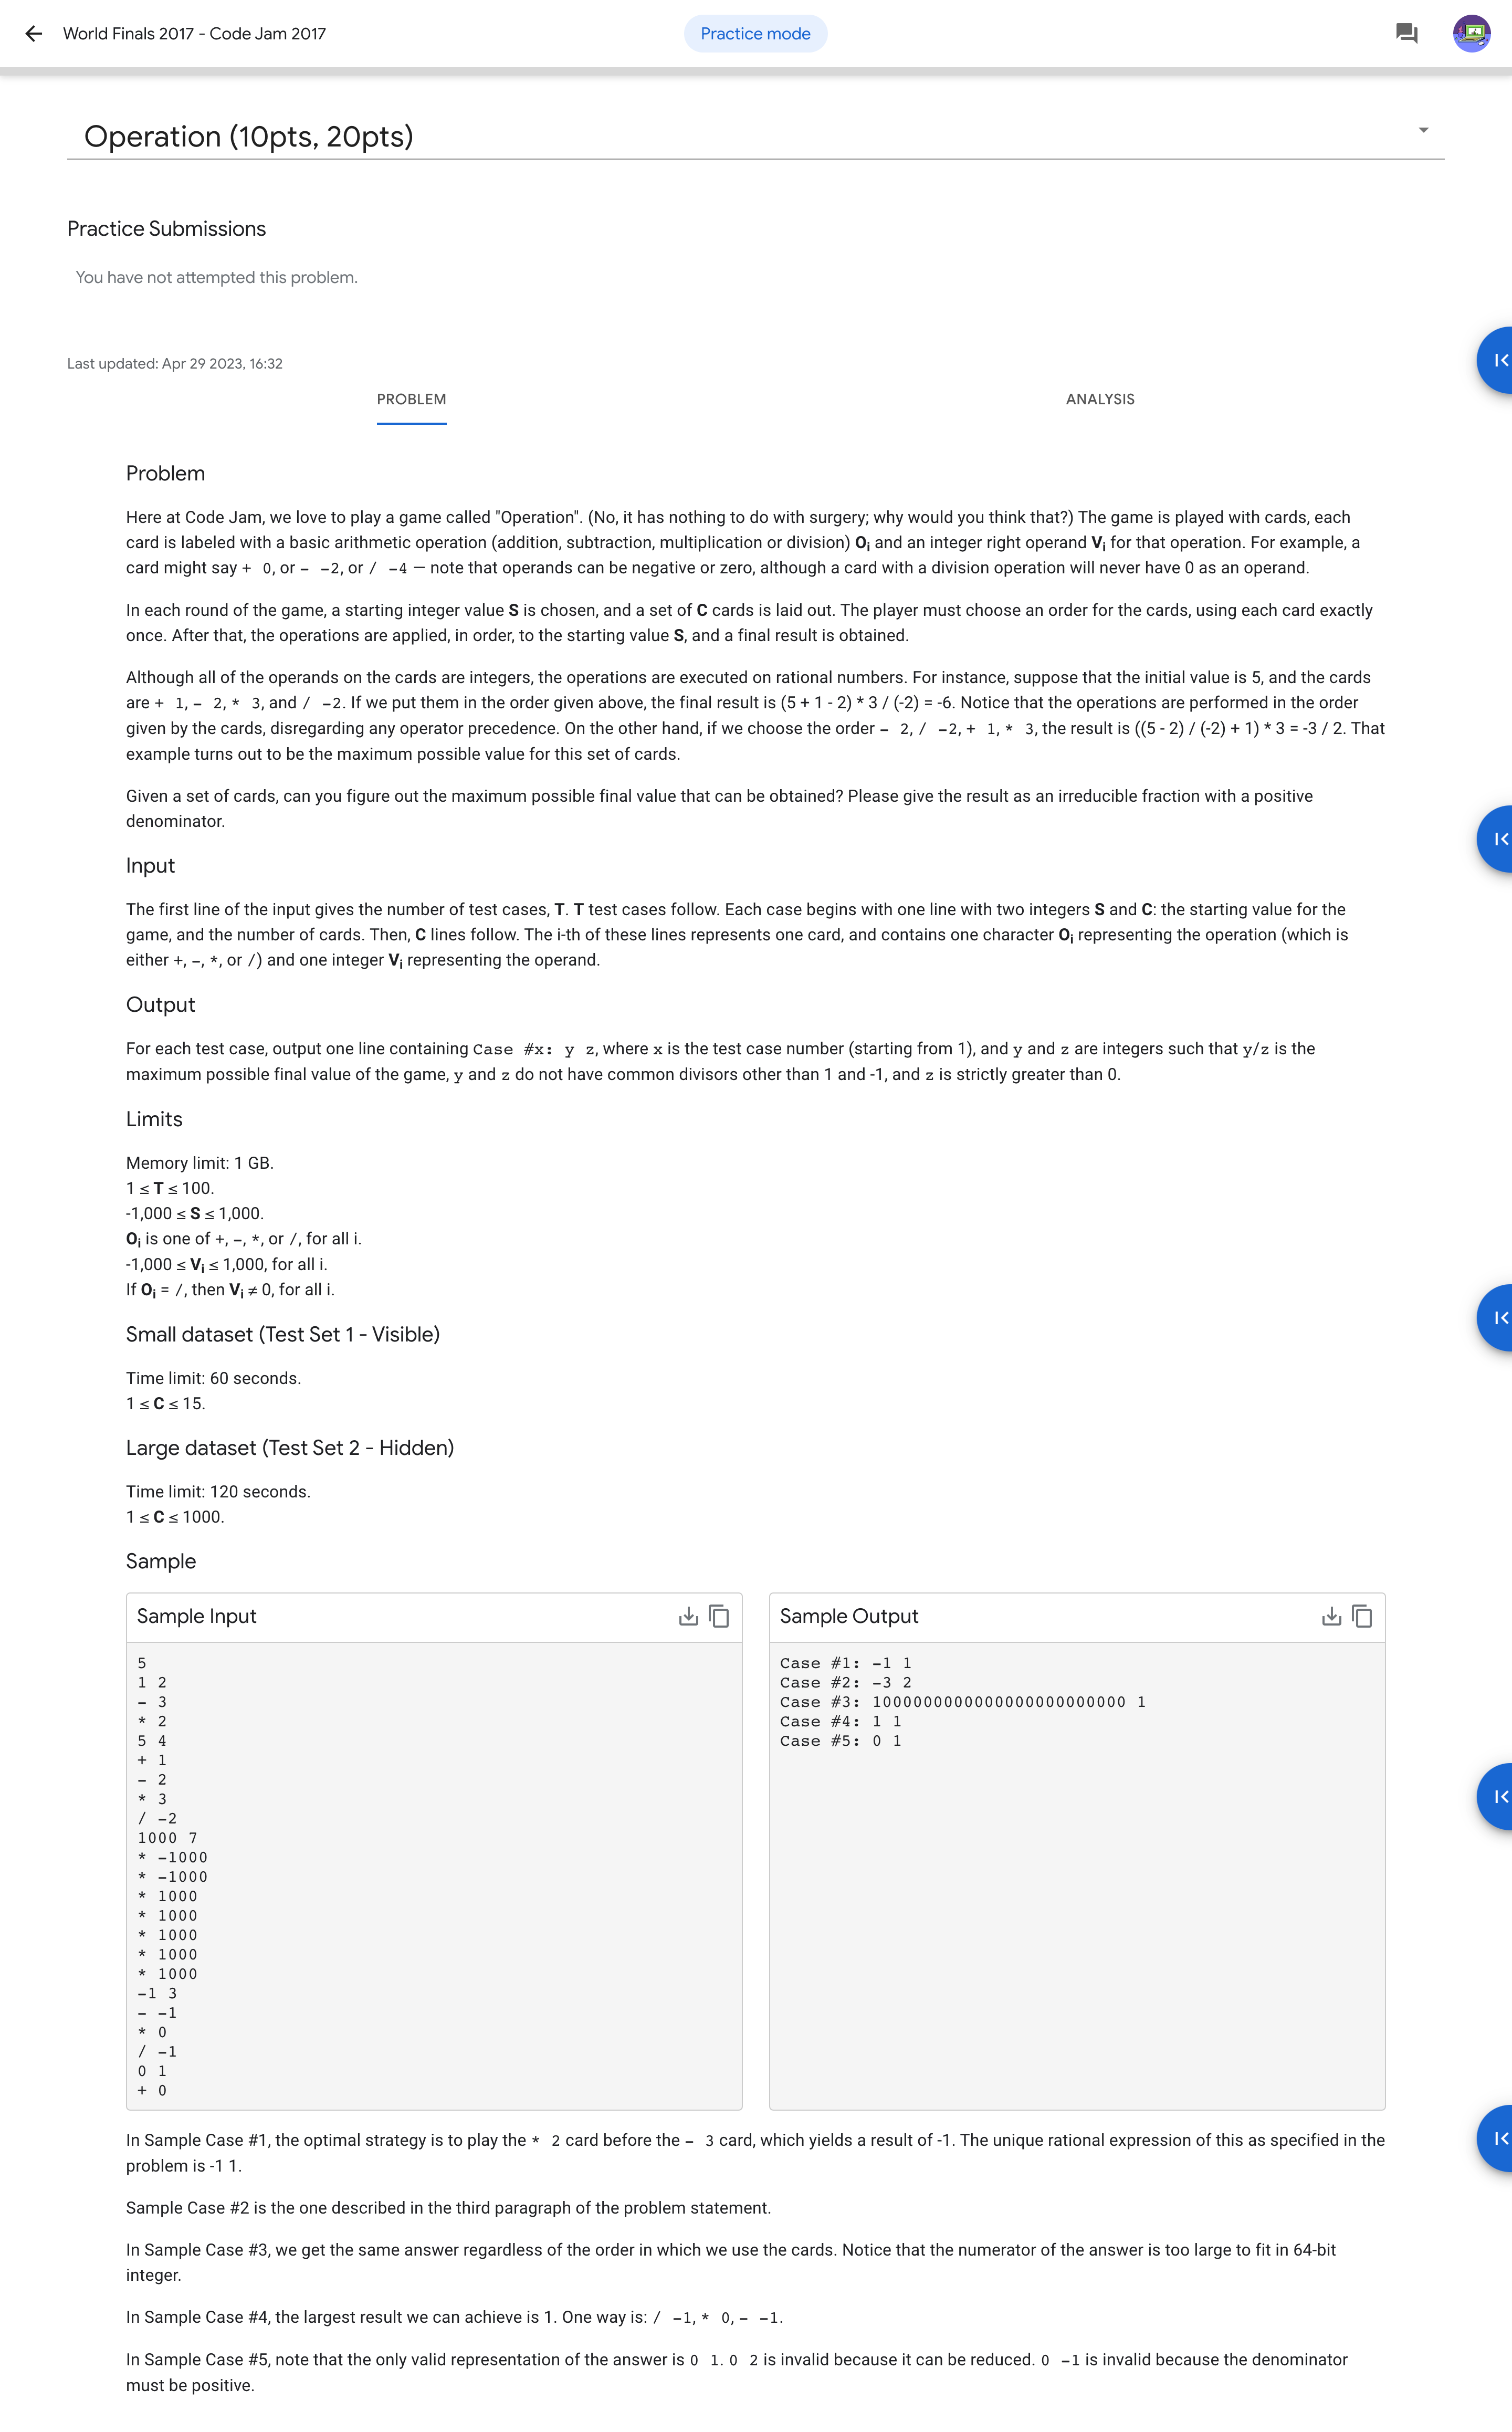 World Finals 2017 - Code Jam 2017
Practice mode
Operation (10pts, 20pts)
Practice Submissions
You have not attempted this problem.
Last updated: Apr 29 2023, 16:32
PROBLEM
ANALYSIS
Problem
Here at Code Jam, we love to play a game called "Operation". (No, it has nothing to do with surgery; why would you think that?) The game is played with cards, each
card is labeled with a basic arithmetic operation (addition, subtraction, multiplication or division) Oi and an integer right operand Vi for that operation. For example, a
card might say + 0, or - -2, or / -4 — note that operands can be negative or zero, although a card with a division operation will never have 0 as an operand.
In each round of the game, a starting integer value S is chosen, and a set of C cards is laid out. The player must choose an order for the cards, using each card exactly
once. After that, the operations are applied, in order, to the starting value S, and a final result is obtained.
Although all of the operands on the cards are integers, the operations are executed on rational numbers. For instance, suppose that the initial value is 5, and the cards
are + 1, - 2, * 3, and / -2. If we put them in the order given above, the final result is (5 + 1 - 2) * 3 / (-2) = -6. Notice that the operations are performed in the order
given by the cards, disregarding any operator precedence. On the other hand, if we choose the order - 2, / -2, + 1, * 3, the result is ((5 - 2) / (-2) + 1) * 3 = -3 / 2. That
example turns out to be the maximum possible value for this set of cards.
Given a set of cards, can you figure out the maximum possible final value that can be obtained? Please give the result as an irreducible fraction with a positive
denominator.
Input
The first line of the input gives the number of test cases, T. T test cases follow. Each case begins with one line with two integers S and C: the starting value for the
game, and the number of cards. Then, C lines follow. The i-th of these lines represents one card, and contains one character Oi representing the operation (which is
either +, -, *, or /) and one integer Vi representing the operand.
Output
For each test case, output one line containing Case #x: y z, where x is the test case number (starting from 1), and y and z are integers such that y/z is the
maximum possible final value of the game, y and z do not have common divisors other than 1 and -1, and z is strictly greater than 0.
Limits
Memory limit: 1 GB.
1 ≤ T ≤ 100.
-1,000 ≤ S ≤ 1,000.
Oi is one of +, -, *, or /, for all i.
-1,000 ≤ Vi ≤ 1,000, for all i.
If Oi = /, then Vi ≠ 0, for all i.
Small dataset (Test Set 1 - Visible)
Time limit: 60 seconds.
1 ≤ C ≤ 15.
Large dataset (Test Set 2 - Hidden)
Time limit: 120 seconds.
1 ≤ C ≤ 1000.
Sample
Sample Input
5
1 2
- 3
* 2
5 4
+ 1
- 2
* 3
/ -2
1000 7
* -1000
* -1000
* 1000
* 1000
* 1000
* 1000
* 1000
-1 3
- -1
* 0
/ -1
0 1
+ 0
Sample Output
Case #1: -1 1
Case #2: -3 2
Case #3: 1000000000000000000000000 1
Case #4: 1 1
Case #5: 0 1
In Sample Case #1, the optimal strategy is to play the * 2 card before the - 3 card, which yields a result of -1. The unique rational expression of this as specified in the
problem is -1 1.
Sample Case #2 is the one described in the third paragraph of the problem statement.
In Sample Case #3, we get the same answer regardless of the order in which we use the cards. Notice that the numerator of the answer is too large to fit in 64-bit
integer.
In Sample Case #4, the largest result we can achieve is 1. One way is: / -1, * 0, - -1.
In Sample Case #5, note that the only valid representation of the answer is 0 1. 0 2 is invalid because it can be reduced. 0 -1 is invalid because the denominator
must be positive.